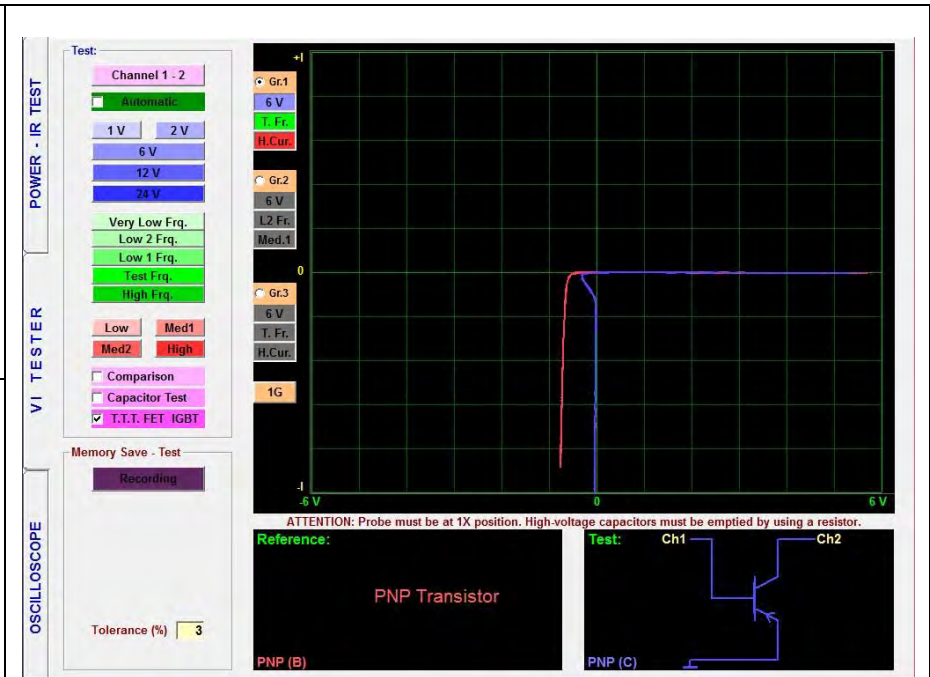 POWER - IR TEST
VI TESTER
OSCILLOSCOPE
Test:
Channel 1 - 2
Automatic
1 V
2 V
6 V
12 V
24 V
Very Low Frq.
Low 2 Frq.
Low 1 Frq.
Test Frq.
High Frq.
Low
Med1
Med2
High
Comparison
Capacitor Test
T.T.T. FET IGBT
Memory Save - Test
Recording
Tolerance (%) 3
Gr.1
6 V
T. Fr.
H.Cur.
Gr.2
6 V
L2 Fr.
Med.1
Gr.3
6 V
T. Fr.
H.Cur.
1G
+I
0
-I
-6 V
0
6 V
ATTENTION: Probe must be at 1X position. High-voltage capacitors must be emptied by using a resistor.
Reference:
PNP Transistor
PNP (B)
Test:
Ch1
Ch2
PNP (C)